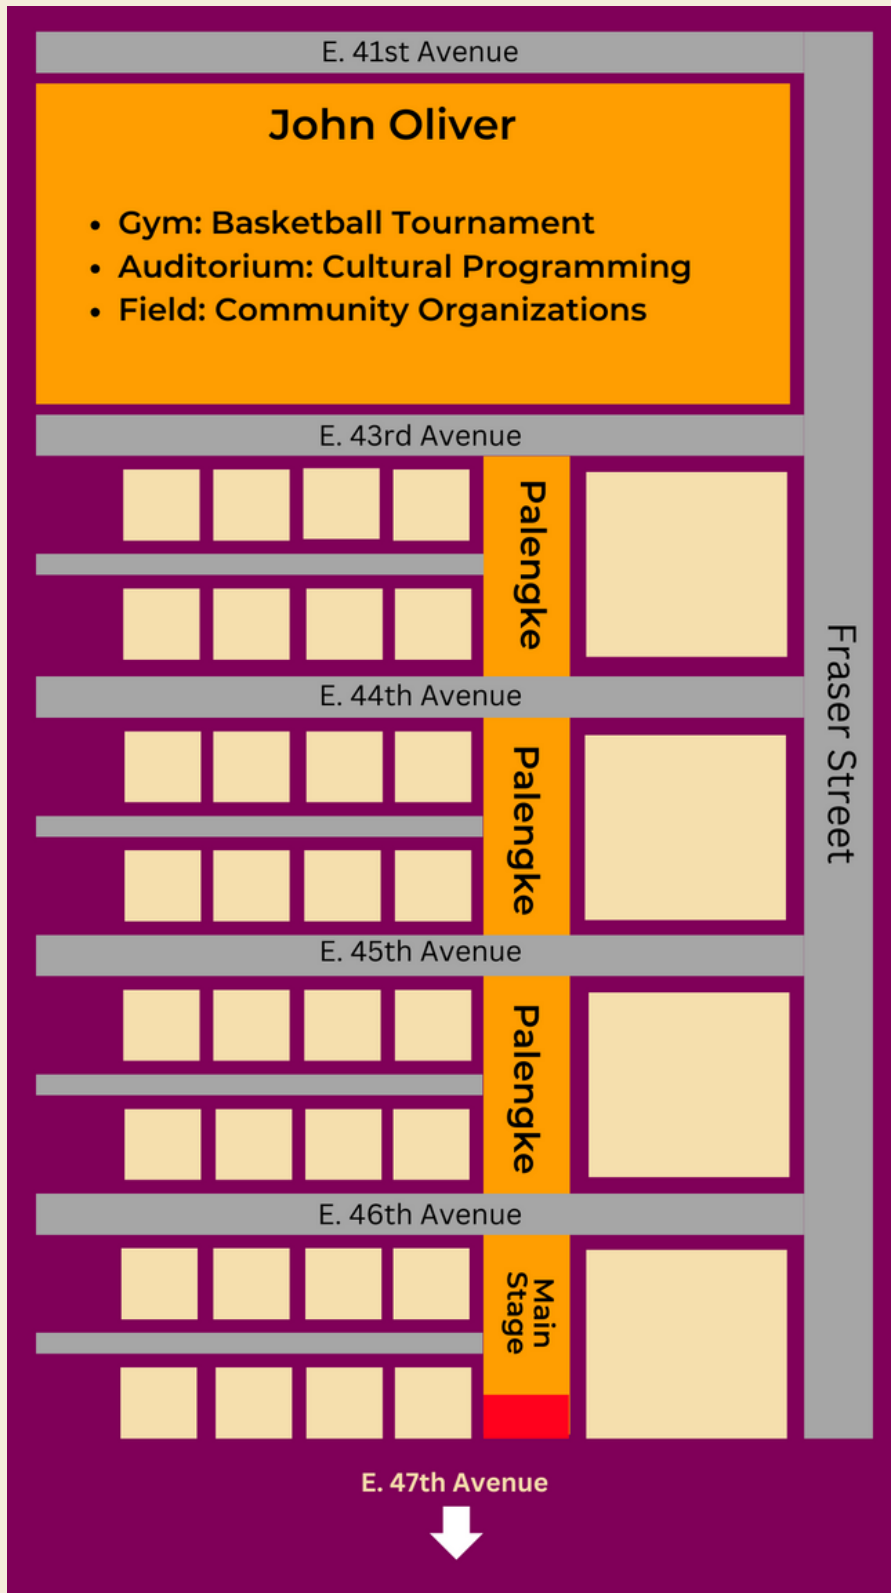 E. 41st Avenue
John Oliver
• Gym: Basketball Tournament
• Auditorium: Cultural Programming
• Field: Community Organizations
E. 43rd Avenue
Palengke
Fraser Street
E. 44th Avenue
Palengke
E. 45th Avenue
Palengke
E. 46th Avenue
Main
Stage
E. 47th Avenue